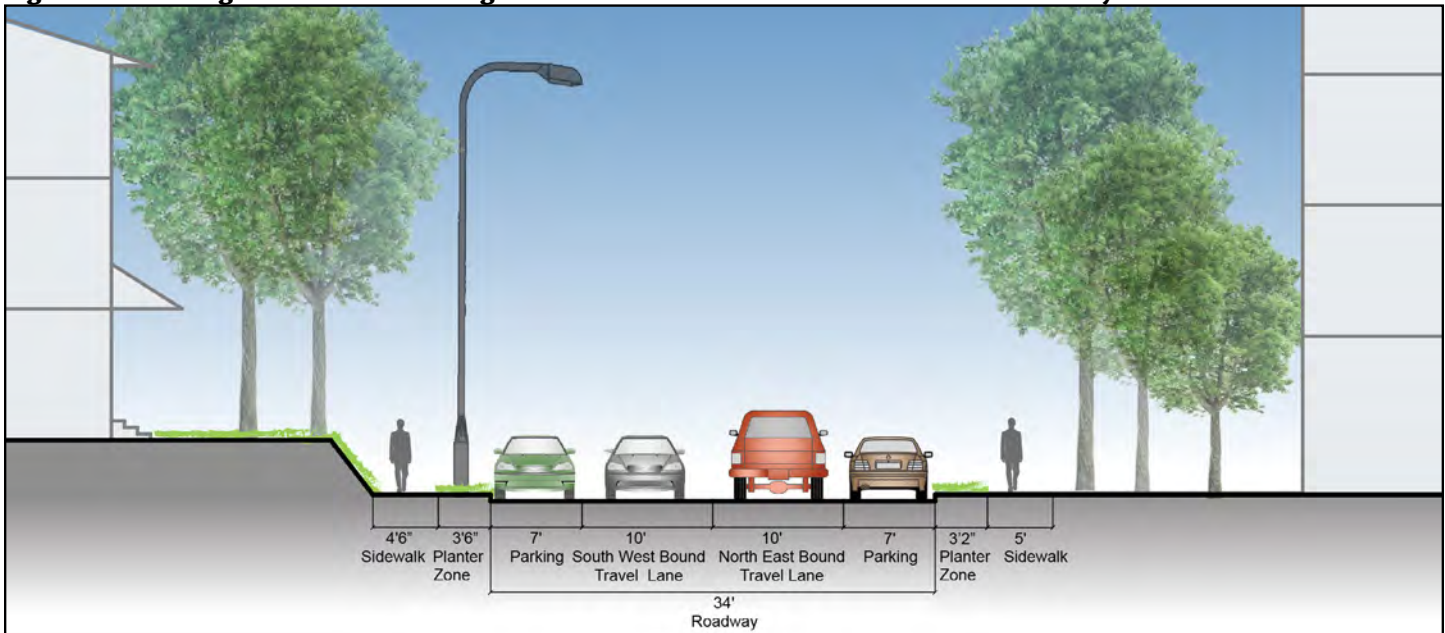 4'6" 3'6" 7' 10' 10' 7' 3'2" 5'
Sidewalk Planter Parking South West Bound North East Bound Parking Planter Sidewalk
Zone Travel Lane Travel Lane Zone
34'
Roadway